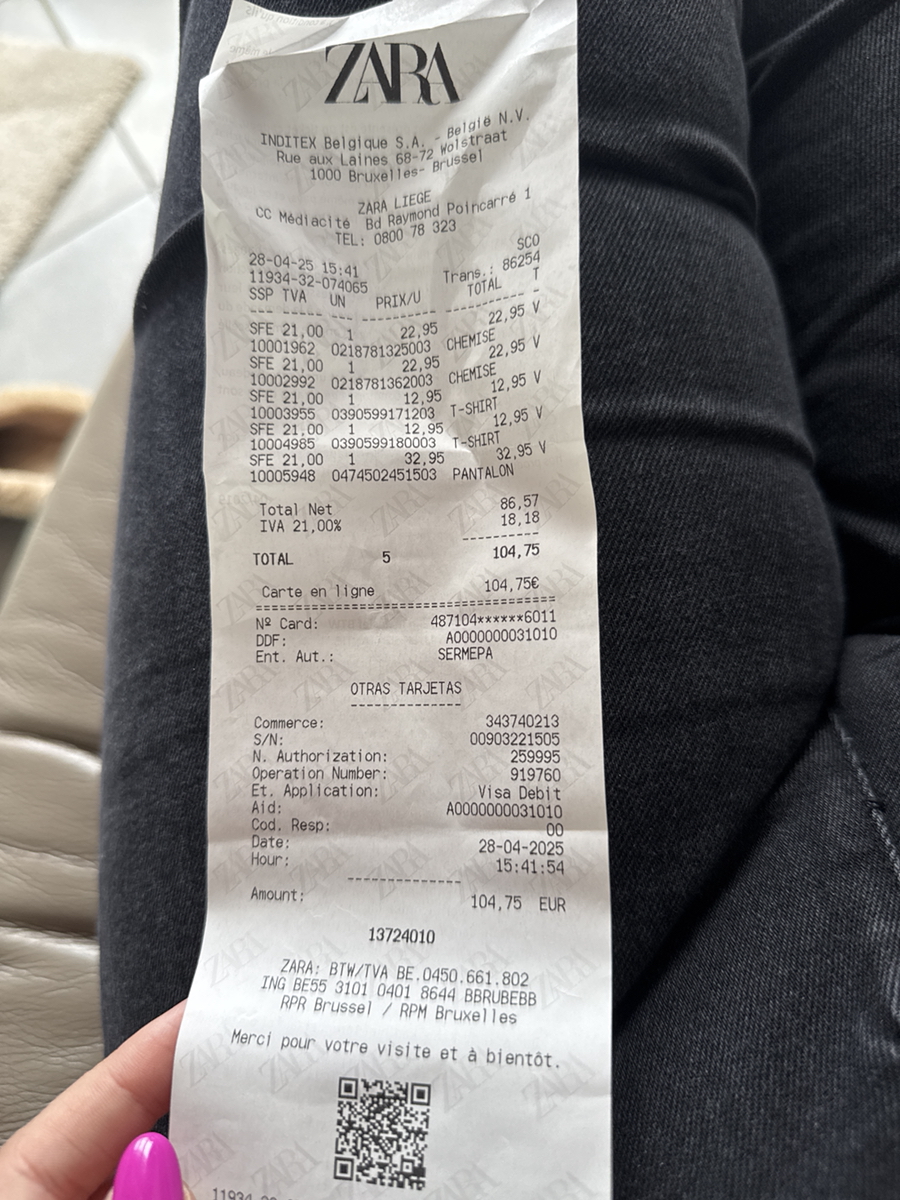 ZARA
INDITEX Belgique S.A. - België N.V.
Rue aux Laines 68-72 Wolstraat
1000 Bruxelles- Brussel
ZARA LIEGE
CC Médiacité Bd Raymond Poincarré 1
TEL: 0800 78 323
SCO
28-04-25 15:41
11934-32-074065 Trans.: 86254
SSP TVA UN PRIX/U TOTAL T
SFE 21,00 1 22,95 22,95 V
10001962 0218781325003 CHEMISE
SFE 21,00 1 22,95 22,95 V
10002992 0218781362003 CHEMISE
SFE 21,00 1 12,95 12,95 V
10003955 0390599171203 T-SHIRT
SFE 21,00 1 12,95 12,95 V
10004985 0390599180003 T-SHIRT
SFE 21,00 1 32,95 32,95 V
10005948 0474502451503 PANTALON
Total Net 86,57
IVA 21,00% 18,18
TOTAL 5 104,75
Carte en ligne 104,75€
Nº Card: 487104******6011
DDF: A0000000031010
Ent. Aut.: SERMEPA
OTRAS TARJETAS
Commerce: 343740213
S/N: 00903221505
N. Authorization: 259995
Operation Number: 919760
Et. Application: Visa Debit
Aid: A0000000031010
Cod. Resp: 00
Date: 28-04-2025
Hour: 15:41:54
Amount: 104,75 EUR
13724010
ZARA: BTW/TVA BE.0450.661.802
ING BE55 3101 0401 8644 BBRUBEBB
RPR Brussel / RPM Bruxelles
Merci pour votre visite et à bientôt.